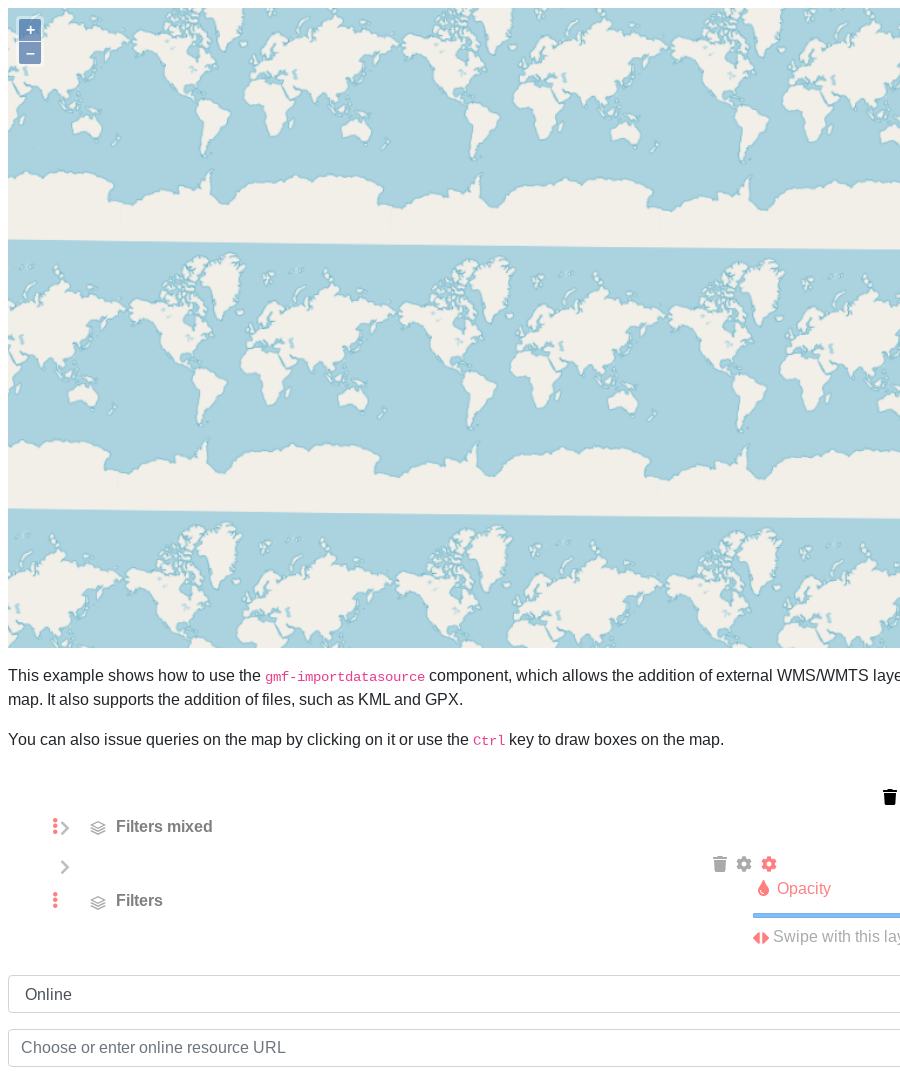 +
–
This example shows how to use the gmf-importdatasource component, which allows the addition of external WMS/WMTS laye
map. It also supports the addition of files, such as KML and GPX.
You can also issue queries on the map by clicking on it or use the Ctrl key to draw boxes on the map.
Filters mixed
Filters
Opacity
Swipe with this lay
Online
Choose or enter online resource URL